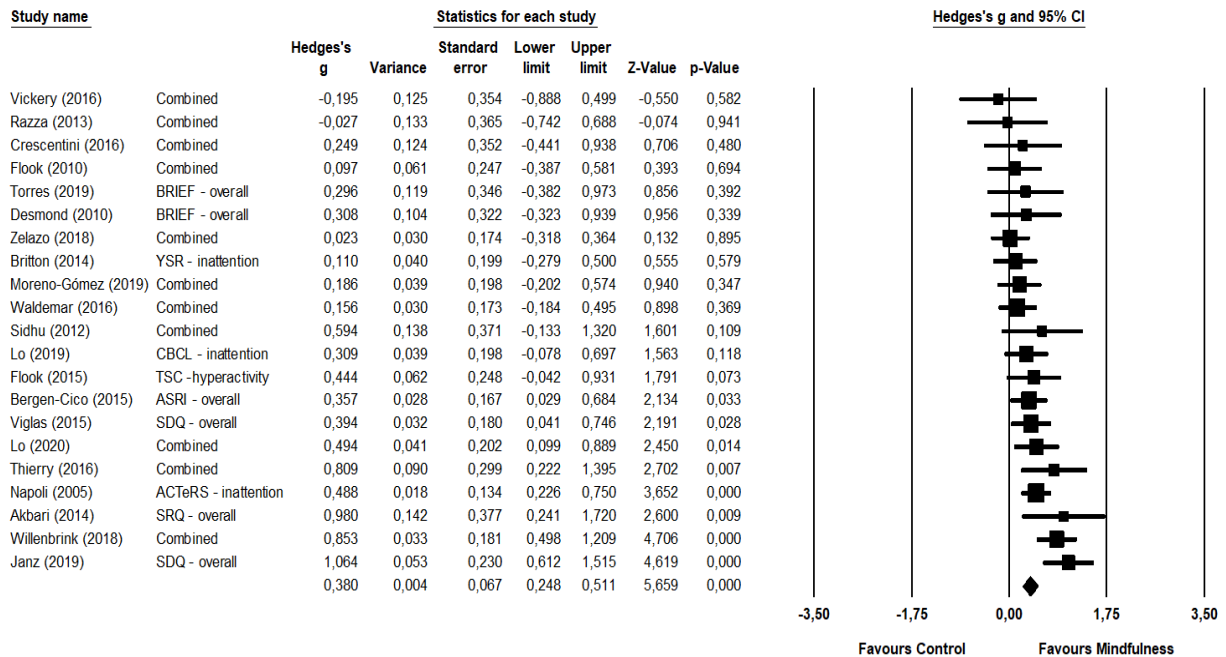 Study name Statistics for each study Hedges's g and 95% CI
Hedges's Standard Lower Upper
g Variance error limit limit Z-Value p-Value
Vickery (2016) Combined -0,195 0,125 0,354 -0,888 0,499 -0,550 0,582
Razza (2013) Combined -0,027 0,133 0,365 -0,742 0,688 -0,074 0,941
Crescentini (2016) Combined 0,249 0,124 0,352 -0,441 0,938 0,706 0,480
Flook (2010) Combined 0,097 0,061 0,247 -0,387 0,581 0,393 0,694
Torres (2019) BRIEF - overall 0,296 0,119 0,346 -0,382 0,973 0,856 0,392
Desmond (2010) BRIEF - overall 0,308 0,104 0,322 -0,323 0,939 0,956 0,339
Zelazo (2018) Combined 0,023 0,030 0,174 -0,318 0,364 0,132 0,895
Britton (2014) YSR - inattention 0,110 0,040 0,199 -0,279 0,500 0,555 0,579
Moreno-Gómez (2019) Combined 0,186 0,039 0,198 -0,202 0,574 0,940 0,347
Waldemar (2016) Combined 0,156 0,030 0,173 -0,184 0,495 0,898 0,369
Sidhu (2012) Combined 0,594 0,138 0,371 -0,133 1,320 1,601 0,109
Lo (2019) CBCL - inattention 0,309 0,039 0,198 -0,078 0,697 1,563 0,118
Flook (2015) TSC -hyperactivity 0,444 0,062 0,248 -0,042 0,931 1,791 0,073
Bergen-Cico (2015) ASRI - overall 0,357 0,028 0,167 0,029 0,684 2,134 0,033
Viglas (2015) SDQ - overall 0,394 0,032 0,180 0,041 0,746 2,191 0,028
Lo (2020) Combined 0,494 0,041 0,202 0,099 0,889 2,450 0,014
Thierry (2016) Combined 0,809 0,090 0,299 0,222 1,395 2,702 0,007
Napoli (2005) ACTeRS - inattention 0,488 0,018 0,134 0,226 0,750 3,652 0,000
Akbari (2014) SRQ - overall 0,980 0,142 0,377 0,241 1,720 2,600 0,009
Willenbrink (2018) Combined 0,853 0,033 0,181 0,498 1,209 4,706 0,000
Janz (2019) SDQ - overall 1,064 0,053 0,230 0,612 1,515 4,619 0,000
0,380 0,004 0,067 0,248 0,511 5,659 0,000
-3,50 -1,75 0,00 1,75 3,50
Favours Control Favours Mindfulness